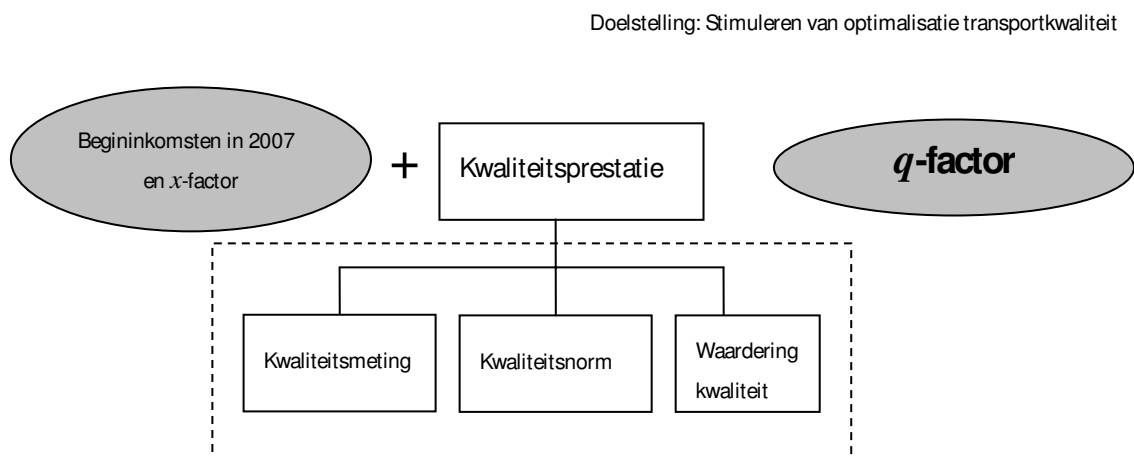 Doelstelling: Stimuleren van optimalisatie transportkwaliteit
Begininkomsten in 2007
en x-factor
+
Kwaliteitsprestatie
q-factor
Kwaliteitsmeting
Kwaliteitsnorm
Waardering
kwaliteit